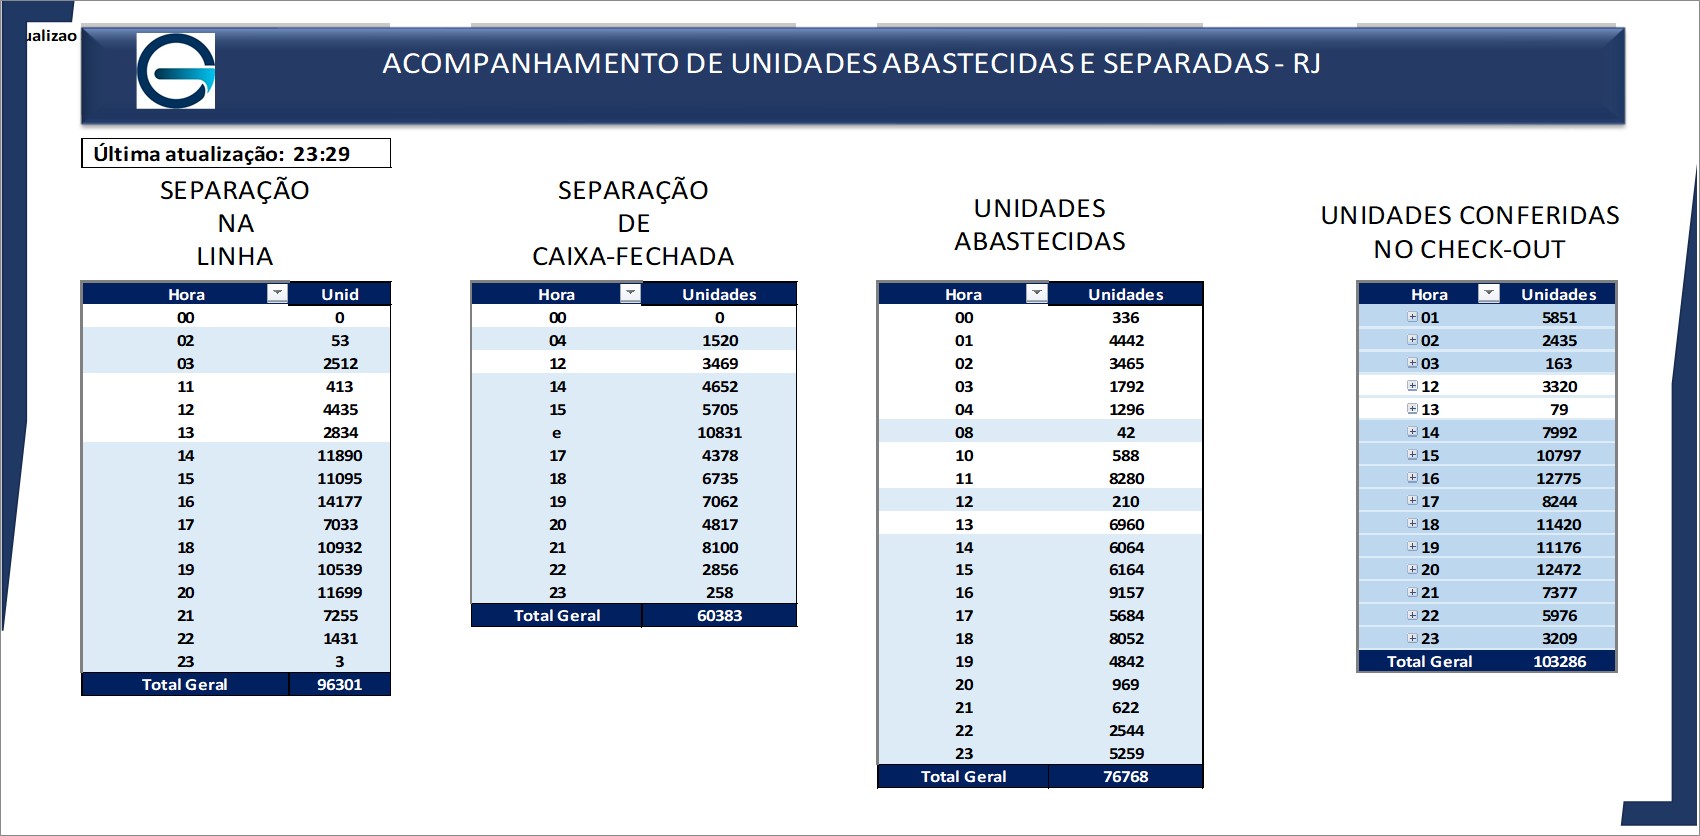 ualizao
ACOMPANHAMENTO DE UNIDADES ABASTECIDAS E SEPARADAS - RJ
Última atualização: 23:29
SEPARAÇÃO
NA
LINHA
Hora Unid
00 0
02 53
03 2512
11 413
12 4435
13 2834
14 11890
15 11095
16 14177
17 7033
18 10932
19 10539
20 11699
21 7255
22 1431
23 3
Total Geral 96301
SEPARAÇÃO
DE
CAIXA-FECHADA
Hora Unidades
00 0
04 1520
12 3469
14 4652
15 5705
e 10831
17 4378
18 6735
19 7062
20 4817
21 8100
22 2856
23 258
Total Geral 60383
UNIDADES
ABASTECIDAS
Hora Unidades
00 336
01 4442
02 3465
03 1792
04 1296
08 42
10 588
11 8280
12 210
13 6960
14 6064
15 6164
16 9157
17 5684
18 8052
19 4842
20 969
21 622
22 2544
23 5259
Total Geral 76768
UNIDADES CONFERIDAS
NO CHECK-OUT
Hora Unidades
01 5851
02 2435
03 163
12 3320
13 79
14 7992
15 10797
16 12775
17 8244
18 11420
19 11176
20 12472
21 7377
22 5976
23 3209
Total Geral 103286